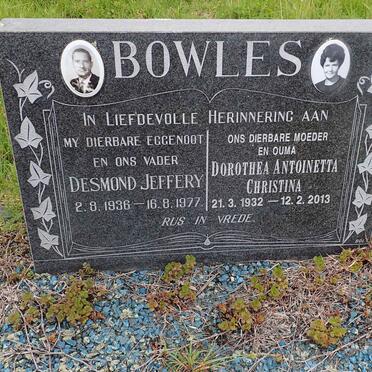 BOWLES
IN LIEFDEVOLLE HERINNERING AAN
MY DIERBARE EGGENOOT
EN ONS VADER
DESMOND JEFFERY
2.8.1936 — 16.8.1977
ONS DIERBARE MOEDER
EN OUMA
DOROTHEA ANTOINETTA
CHRISTINA
21.3.1932 — 12.2.2013
RUS IN VREDE.